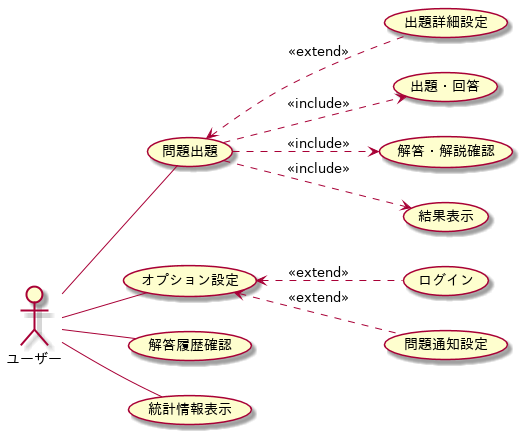 出題詳細設定
«extend»
出題・回答
«include»
問題出題
«include»
解答・解説確認
«include»
結果表示
オプション設定
«extend»
ログイン
«extend»
ユーザー
解答履歴確認
問題通知設定
統計情報表示